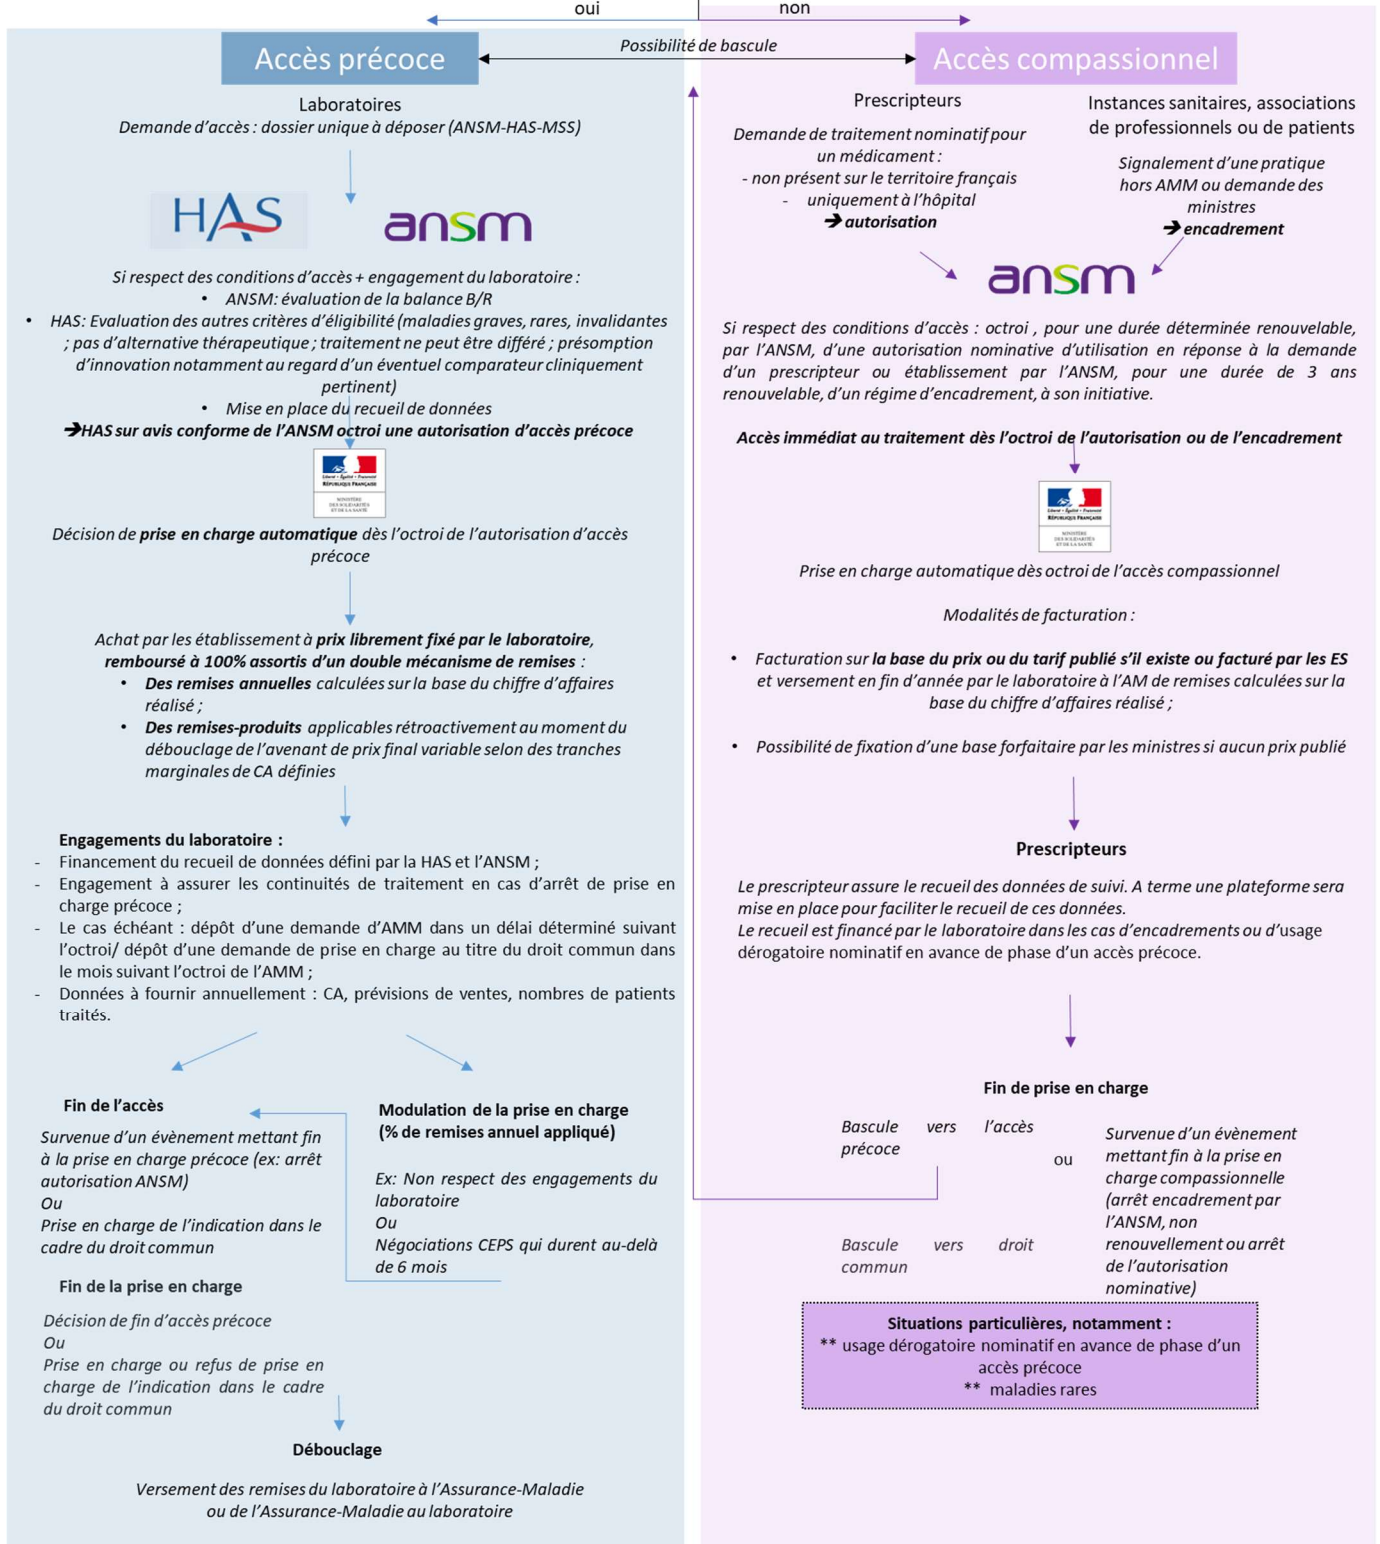 oui
non
Accès précoce
Possibilité de bascule
Accès compassionnel
Laboratoires
Demande d'accès : dossier unique à déposer (ANSM-HAS-MSS)
HAS
ansm
Si respect des conditions d'accès + engagement du laboratoire :
• ANSM: évaluation de la balance B/R
• HAS: Evaluation des autres critères d'éligibilité (maladies graves, rares, invalidantes
; pas d'alternative thérapeutique ; traitement ne peut être différé ; présomption
d'innovation notamment au regard d'un éventuel comparateur cliniquement
pertinent)
• Mise en place du recueil de données
➔HAS sur avis conforme de l'ANSM octroi une autorisation d'accès précoce
Liberté • Égalité • Fraternité
RÉPUBLIQUE FRANÇAISE
MINISTÈRE
DES SOLIDARITÉS
ET DE LA SANTÉ
Décision de prise en charge automatique dès l'octroi de l'autorisation d'accès
précoce
Achat par les établissement à prix librement fixé par le laboratoire,
remboursé à 100% assortis d'un double mécanisme de remises :
• Des remises annuelles calculées sur la base du chiffre d'affaires
réalisé ;
• Des remises-produits applicables rétroactivement au moment du
débouclage de l'avenant de prix final variable selon des tranches
marginales de CA définies
Engagements du laboratoire :
- Financement du recueil de données défini par la HAS et l'ANSM ;
- Engagement à assurer les continuités de traitement en cas d'arrêt de prise en
charge précoce ;
- Le cas échéant : dépôt d'une demande d'AMM dans un délai déterminé suivant
l'octroi/ dépôt d'une demande de prise en charge au titre du droit commun dans
le mois suivant l'octroi de l'AMM ;
- Données à fournir annuellement : CA, prévisions de ventes, nombres de patients
traités.
Fin de l'accès
Survenue d'un évènement mettant fin
à la prise en charge précoce (ex: arrêt
autorisation ANSM)
Ou
Prise en charge de l'indication dans le
cadre du droit commun
Modulation de la prise en charge
(% de remises annuel appliqué)
Ex: Non respect des engagements du
laboratoire
Ou
Négociations CEPS qui durent au-delà
de 6 mois
Fin de la prise en charge
Décision de fin d'accès précoce
Ou
Prise en charge ou refus de prise en
charge de l'indication dans le cadre
du droit commun
Débouclage
Versement des remises du laboratoire à l'Assurance-Maladie
ou de l'Assurance-Maladie au laboratoire
Prescripteurs
Demande de traitement nominatif pour
un médicament :
- non présent sur le territoire français
- uniquement à l'hôpital
➔ autorisation
Instances sanitaires, associations
de professionnels ou de patients
Signalement d'une pratique
hors AMM ou demande des
ministres
➔ encadrement
ansm
Si respect des conditions d'accès : octroi , pour une durée déterminée renouvelable,
par l'ANSM, d'une autorisation nominative d'utilisation en réponse à la demande
d'un prescripteur ou établissement par l'ANSM, pour une durée de 3 ans
renouvelable, d'un régime d'encadrement, à son initiative.
Accès immédiat au traitement dès l'octroi de l'autorisation ou de l'encadrement
Liberté • Égalité • Fraternité
RÉPUBLIQUE FRANÇAISE
MINISTÈRE
DES SOLIDARITÉS
ET DE LA SANTÉ
Prise en charge automatique dès octroi de l'accès compassionnel
Modalités de facturation :
• Facturation sur la base du prix ou du tarif publié s'il existe ou facturé par les ES
et versement en fin d'année par le laboratoire à l'AM de remises calculées sur la
base du chiffre d'affaires réalisé ;
• Possibilité de fixation d'une base forfaitaire par les ministres si aucun prix publié
Prescripteurs
Le prescripteur assure le recueil des données de suivi. A terme une plateforme sera
mise en place pour faciliter le recueil de ces données.
Le recueil est financé par le laboratoire dans les cas d'encadrements ou d'usage
dérogatoire nominatif en avance de phase d'un accès précoce.
Fin de prise en charge
Bascule vers l'accès
précoce
ou
Bascule vers droit
commun
Survenue d'un évènement
mettant fin à la prise en
charge compassionnelle
(arrêt encadrement par
l'ANSM, non
renouvellement ou arrêt
de l'autorisation
nominative)
Situations particulières, notamment :
** usage dérogatoire nominatif en avance de phase d'un
accès précoce
** maladies rares